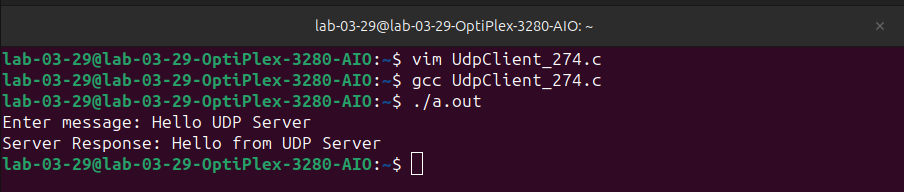 lab-03-29@lab-03-29-OptiPlex-3280-AIO: ~
lab-03-29@lab-03-29-OptiPlex-3280-AIO:~$ vim UdpClient_274.c
lab-03-29@lab-03-29-OptiPlex-3280-AIO:~$ gcc UdpClient_274.c
lab-03-29@lab-03-29-OptiPlex-3280-AIO:~$ ./a.out
Enter message: Hello UDP Server
Server Response: Hello from UDP Server
lab-03-29@lab-03-29-OptiPlex-3280-AIO:~$